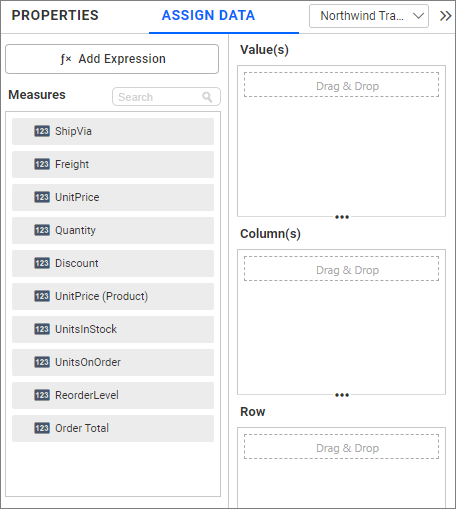 PROPERTIES
ASSIGN DATA
Northwind Tra...
ƒx Add Expression
Measures
Search
123 ShipVia
123 Freight
123 UnitPrice
123 Quantity
123 Discount
123 UnitPrice (Product)
123 UnitsInStock
123 UnitsOnOrder
123 ReorderLevel
123 Order Total
Value(s)
Drag & Drop
Column(s)
Drag & Drop
Row
Drag & Drop